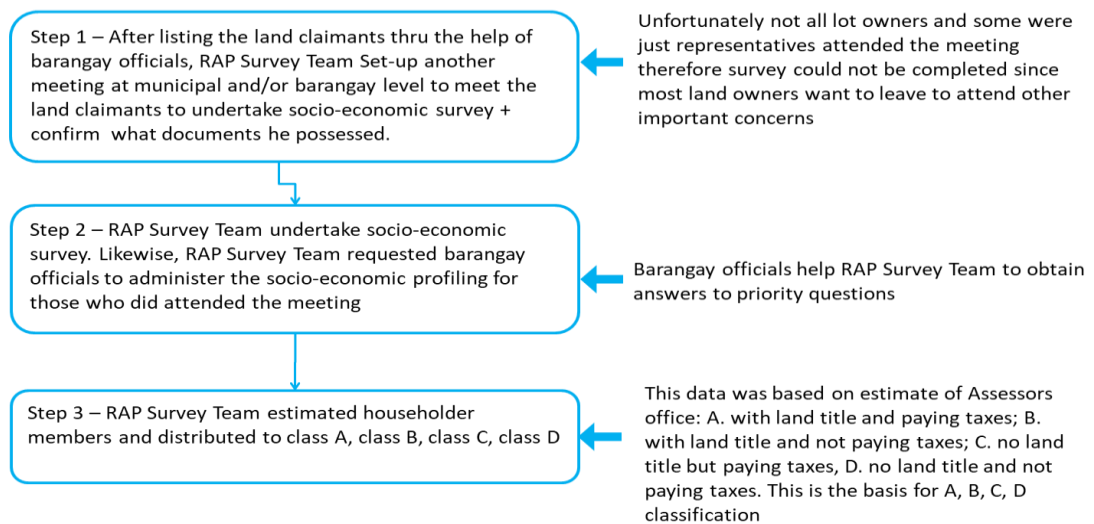 Step 1 – After listing the land claimants thru the help of
barangay officials, RAP Survey Team Set-up another
meeting at municipal and/or barangay level to meet the
land claimants to undertake socio-economic survey +
confirm what documents he possessed.
Unfortunately not all lot owners and some were
just representatives attended the meeting
therefore survey could not be completed since
most land owners want to leave to attend other
important concerns
Step 2 – RAP Survey Team undertake socio-economic
survey. Likewise, RAP Survey Team requested barangay
officials to administer the socio-economic profiling for
those who did attended the meeting
Barangay officials help RAP Survey Team to obtain
answers to priority questions
Step 3 – RAP Survey Team estimated householder
members and distributed to class A, class B, class C, class D
This data was based on estimate of Assessors
office: A. with land title and paying taxes; B.
with land title and not paying taxes; C. no land
title but paying taxes, D. no land title and not
paying taxes. This is the basis for A, B, C, D
classification